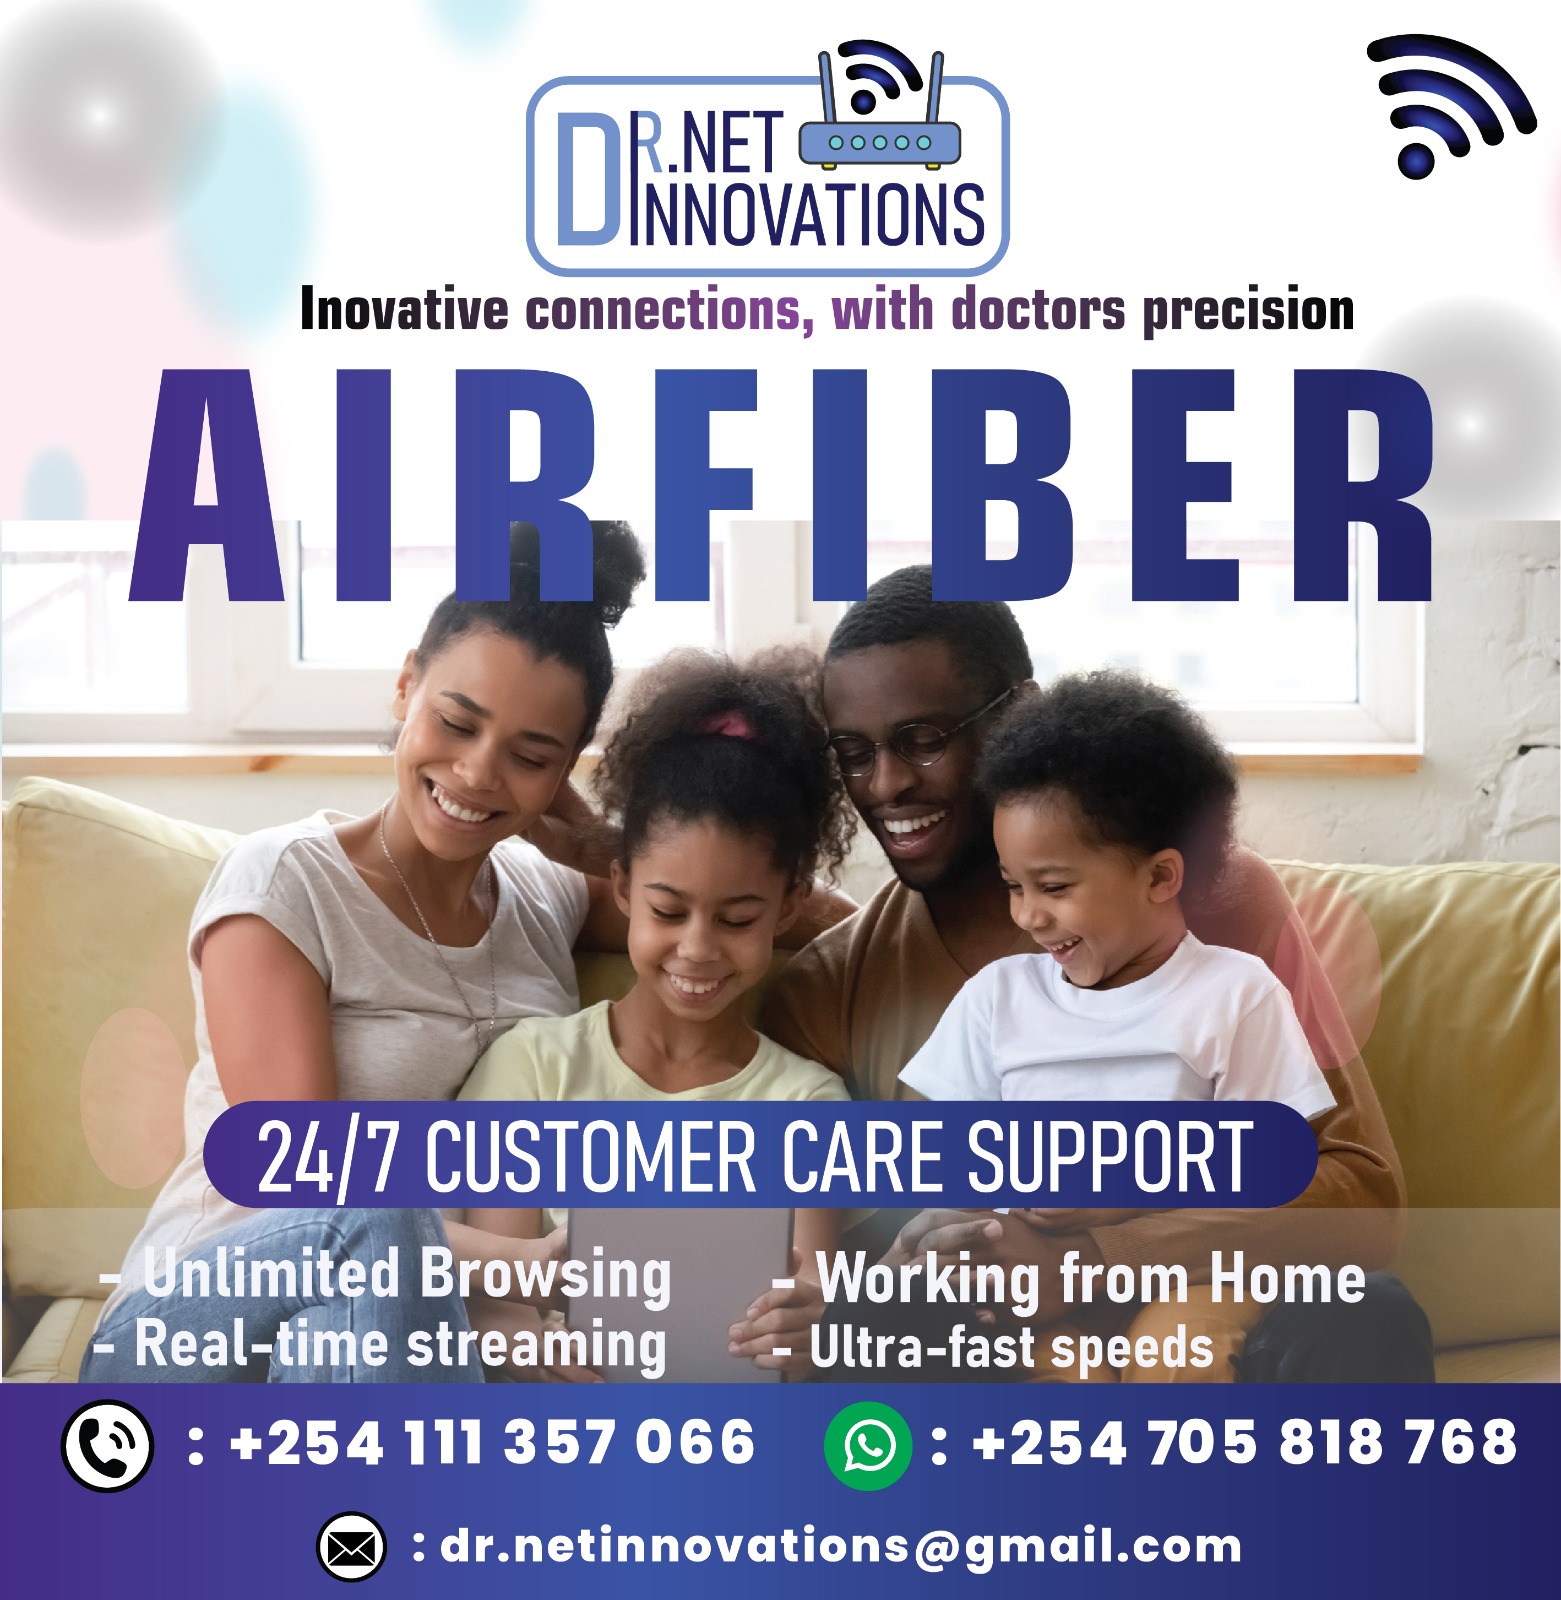 DR.NET
INNOVATIONS
Inovative connections, with doctors precision
AIRFIBER
24/7 CUSTOMER CARE SUPPORT
- Unlimited Browsing
- Working from Home
- Real-time streaming
- Ultra-fast speeds
: +254 111 357 066
: +254 705 818 768
: dr.netinnovations@gmail.com